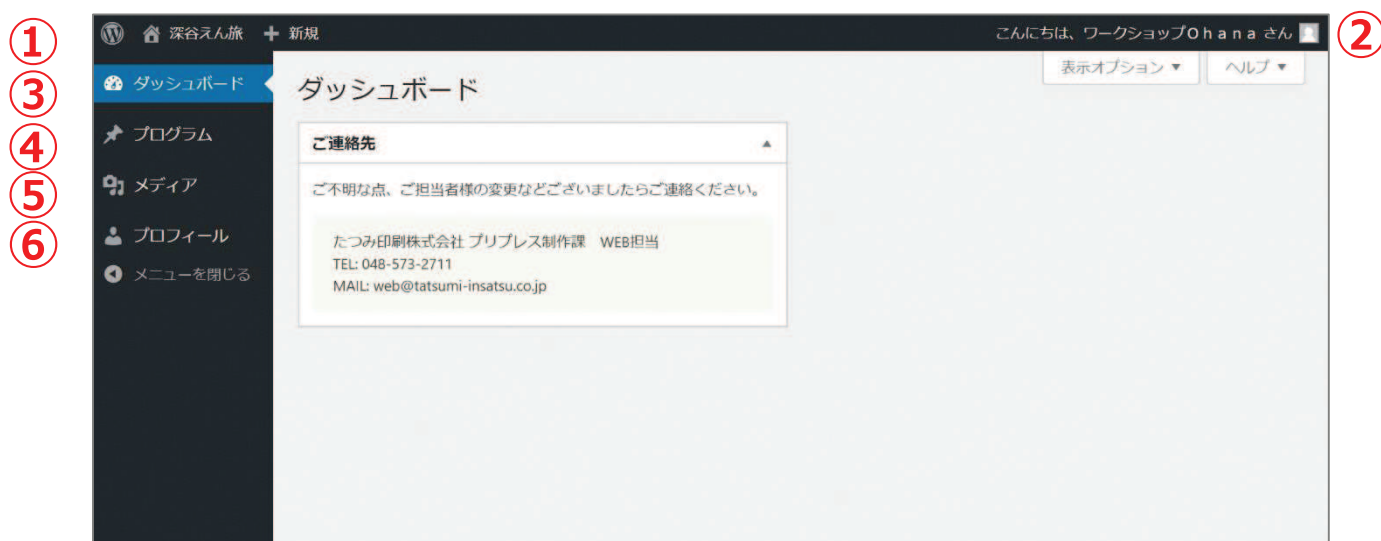 ① 深谷えん旅 + 新規 こんにちは、ワークショップOhana さん ②
③ ダッシュボード
④ プログラム
⑤ メディア
⑥ プロフィール
メニューを閉じる
表示オプション ▼ ヘルプ ▼
ダッシュボード
ご連絡先 ▲
ご不明な点、ご担当者様の変更などございましたらご連絡ください。
たつみ印刷株式会社 プリプレス制作課 WEB担当
TEL: 048-573-2711
MAIL: web@tatsumi-insatsu.co.jp